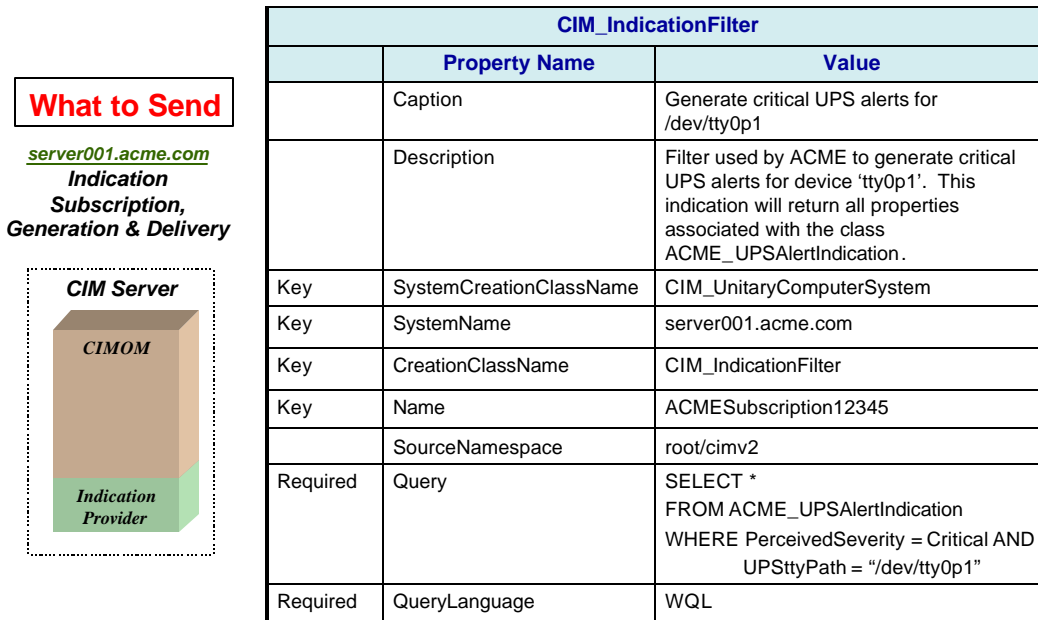 What to Send
server001.acme.com
Indication
Subscription,
Generation & Delivery
CIM Server
CIMOM
Indication
Provider
CIM_IndicationFilter
Property Name Value
Caption Generate critical UPS alerts for
/dev/tty0p1
Description Filter used by ACME to generate critical
UPS alerts for device ‘tty0p1’. This
indication will return all properties
associated with the class
ACME_UPSAlertIndication.
Key SystemCreationClassName CIM_UnitaryComputerSystem
Key SystemName server001.acme.com
Key CreationClassName CIM_IndicationFilter
Key Name ACMESubscription12345
SourceNamespace root/cimv2
Required Query SELECT *
FROM ACME_UPSAlertIndication
WHERE PerceivedSeverity = Critical AND
UPSttyPath = “/dev/tty0p1”
Required QueryLanguage WQL